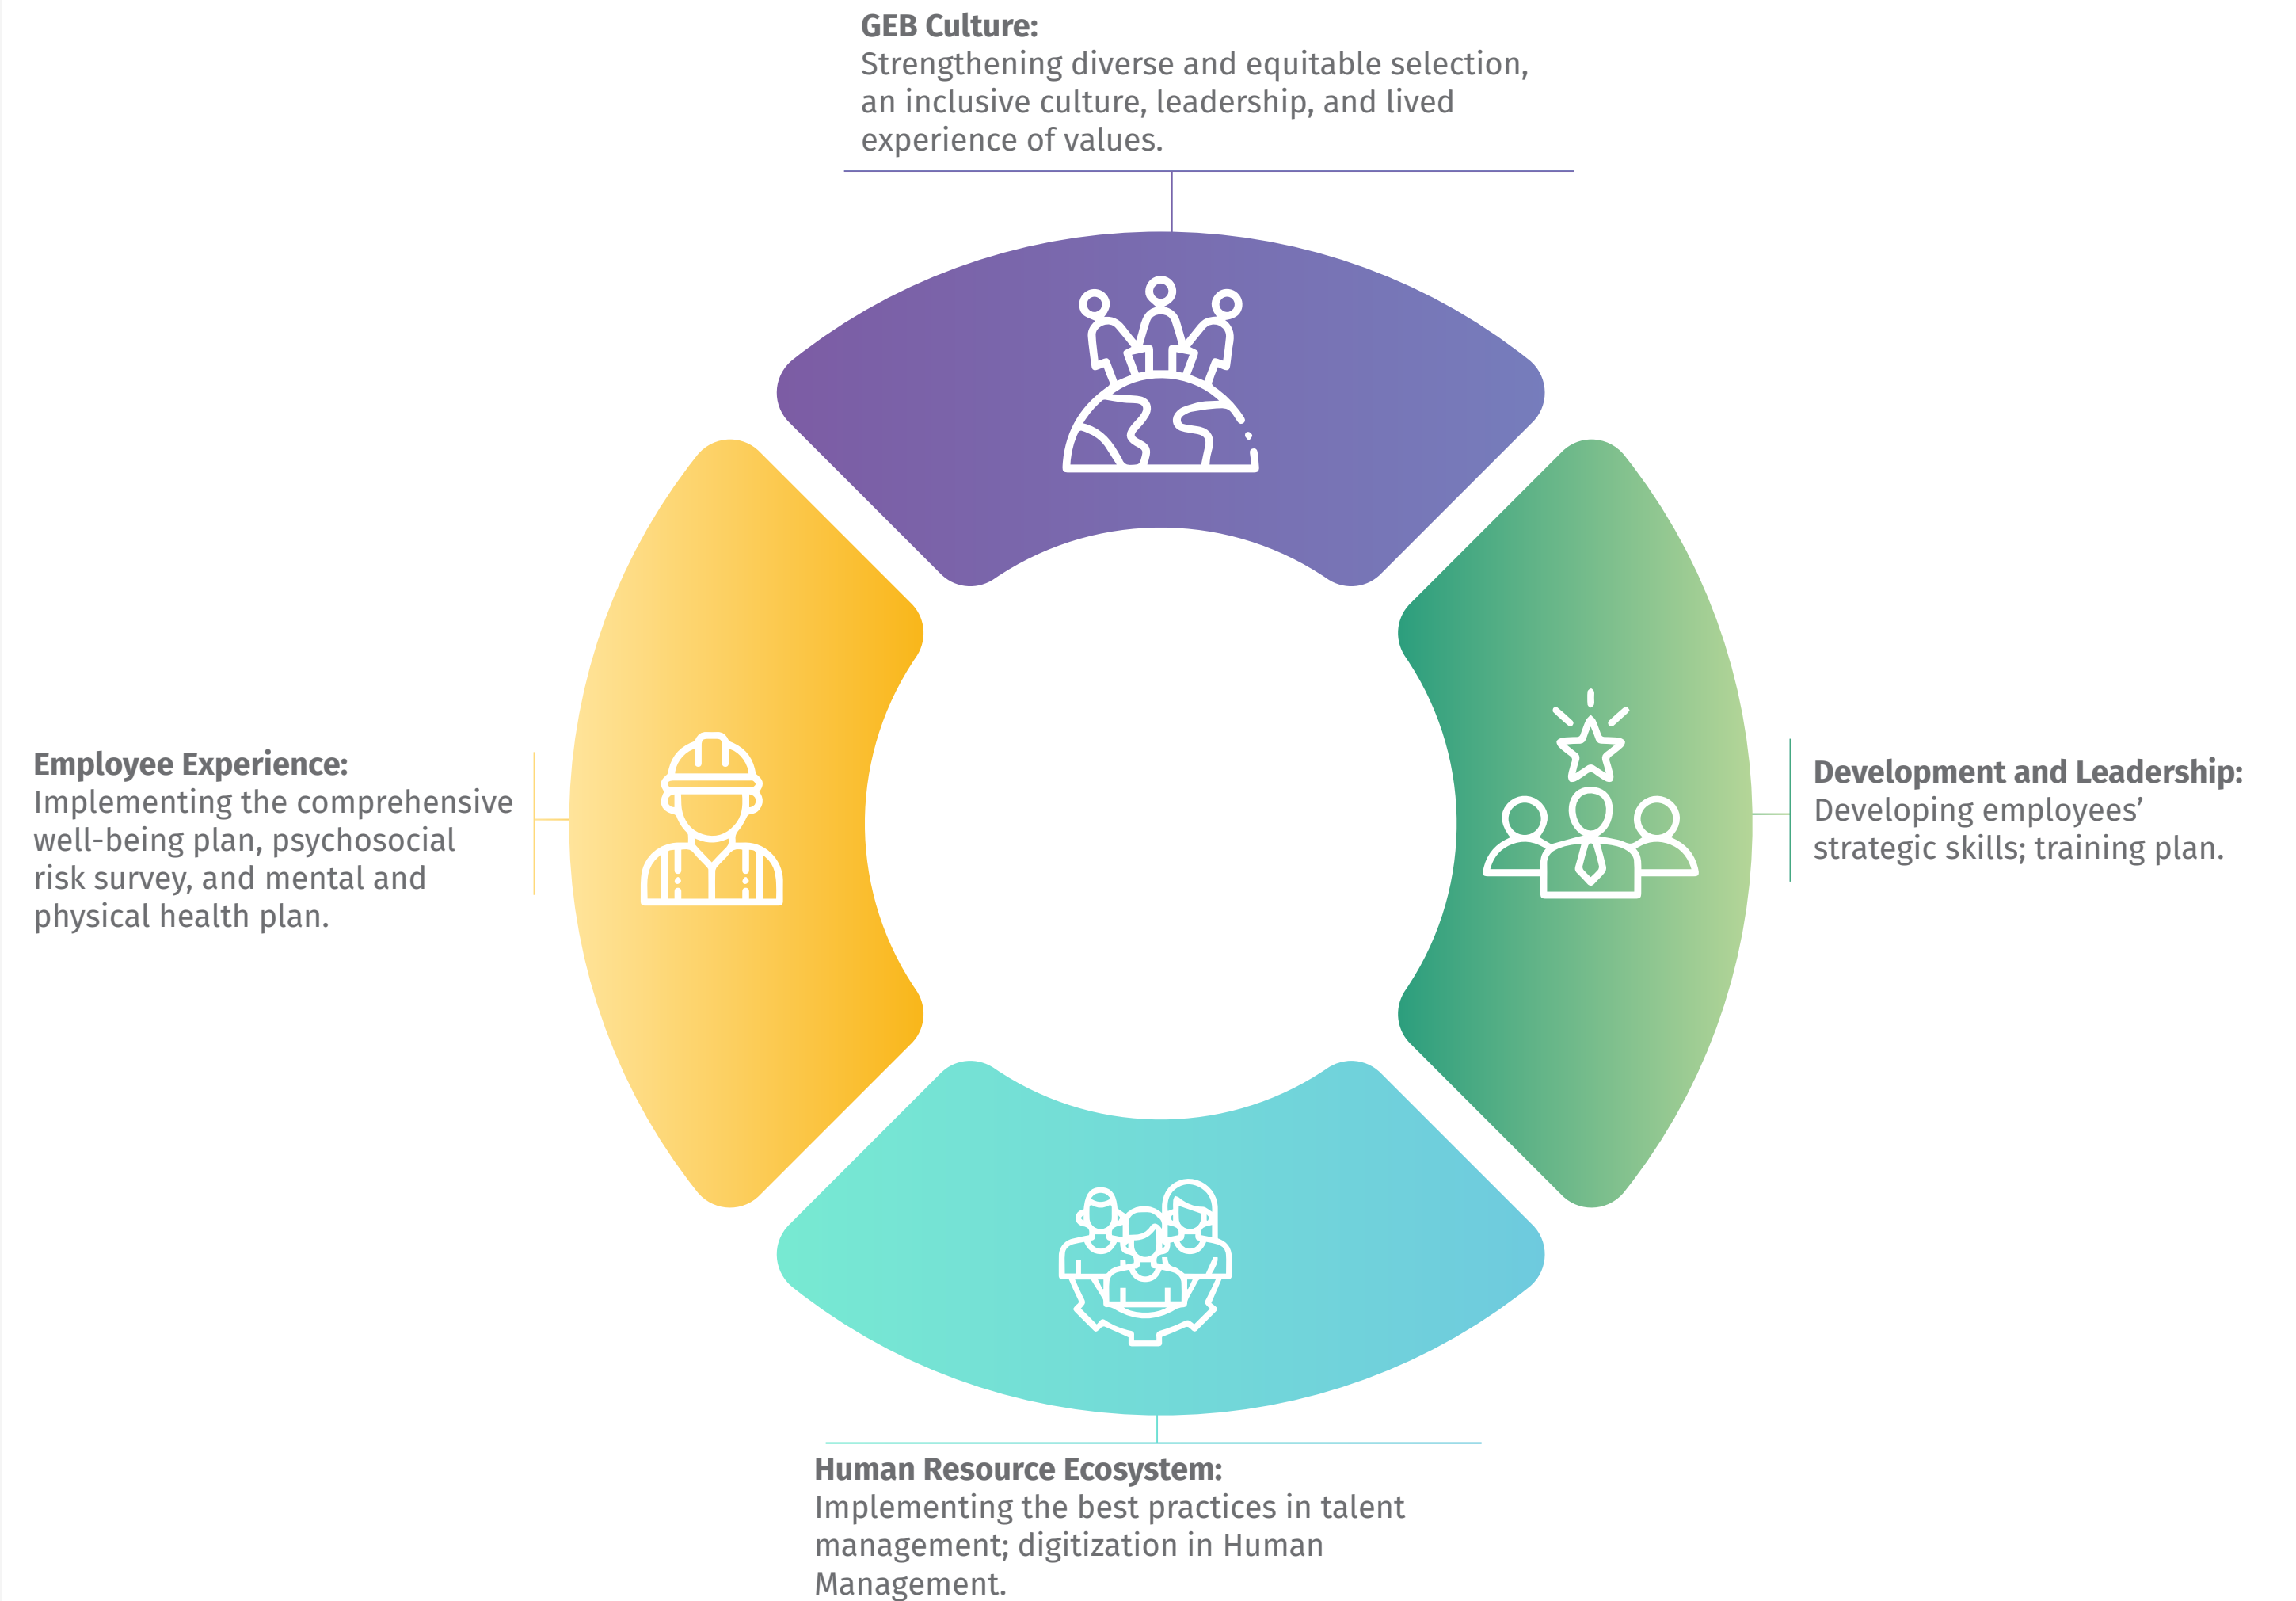 GEB Culture:
Strengthening diverse and equitable selection,
an inclusive culture, leadership, and lived
experience of values.
Employee Experience:
Implementing the comprehensive
well-being plan, psychosocial
risk survey, and mental and
physical health plan.
Development and Leadership:
Developing employees’
strategic skills; training plan.
Human Resource Ecosystem:
Implementing the best practices in talent
management; digitization in Human
Management.